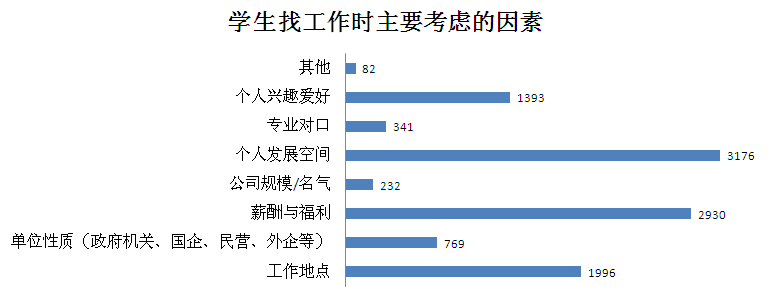 学生找工作时主要考虑的因素
其他 82
个人兴趣爱好 1393
专业对口 341
个人发展空间 3176
公司规模/名气 232
薪酬与福利 2930
单位性质（政府机关、国企、民营、外企等） 769
工作地点 1996